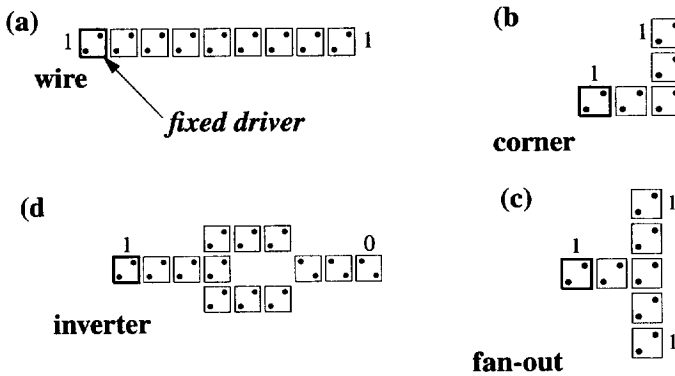 (a)
1 1
wire
fixed driver
(b)
1
1
corner
(d
1 0
inverter
(c)
1
1
1
fan-out